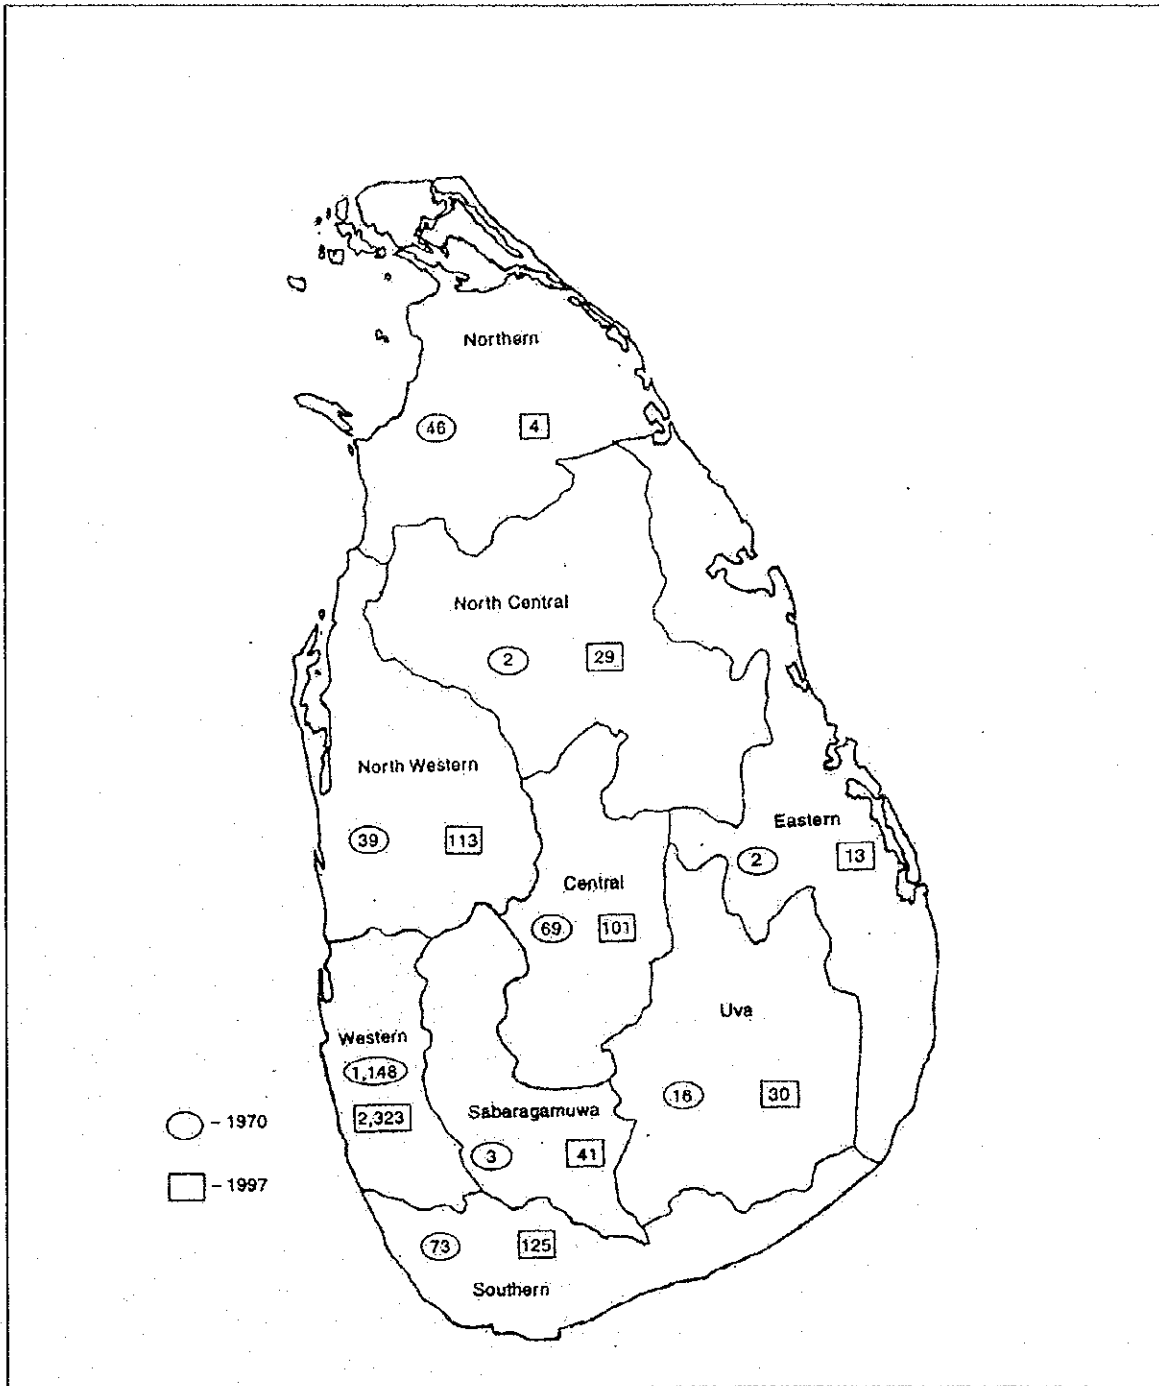 Northern
46 4
North Central
2 29
North Western
39 113
Eastern
2 13
Central
69 101
Uva
16 30
Western
1,148
2,323
Sabaragamuwa
3 41
○ - 1970
□ - 1997
73 125
Southern